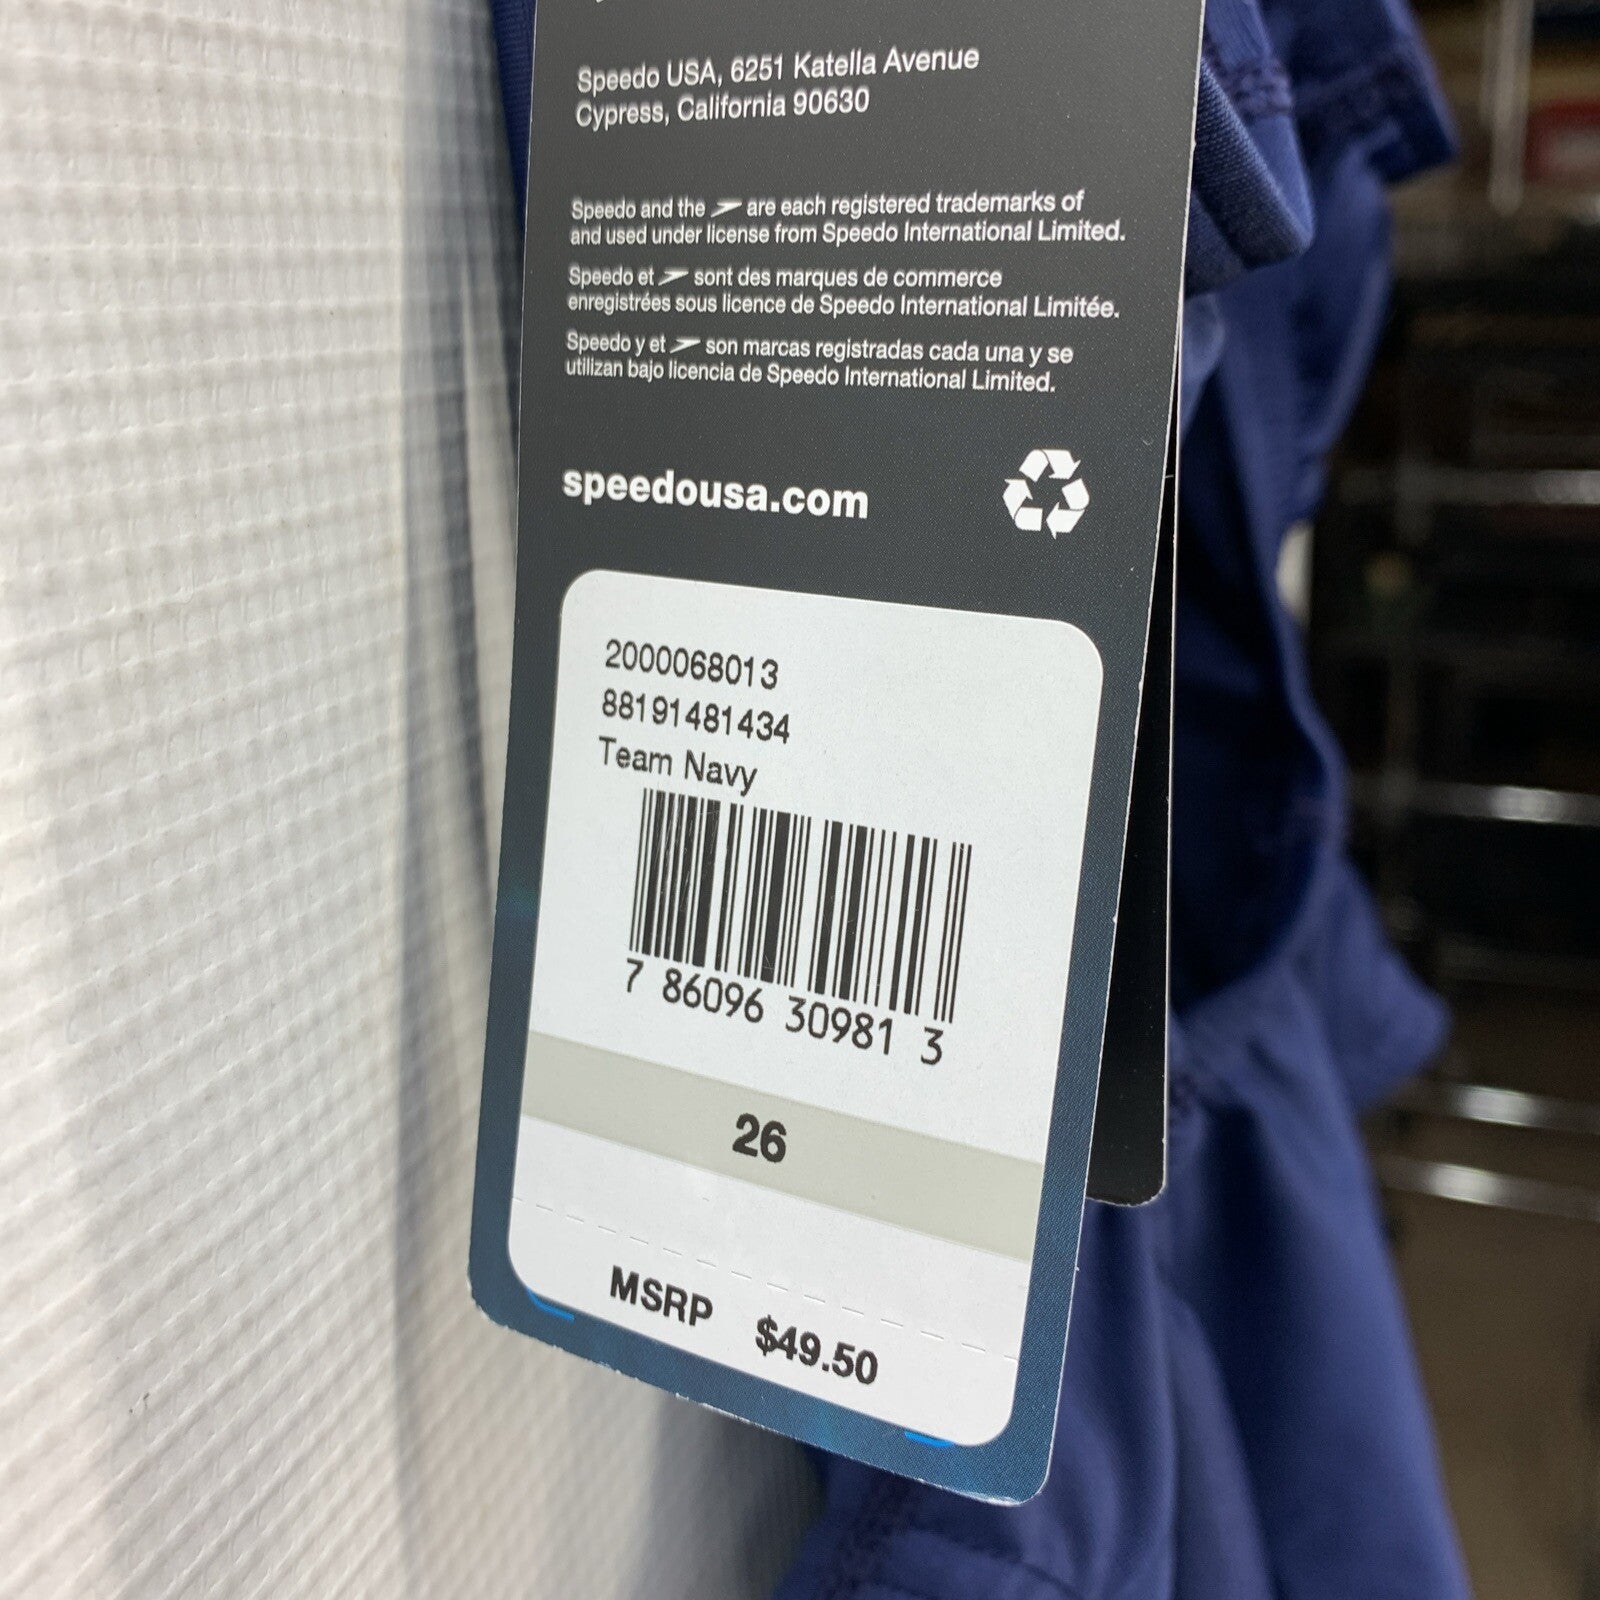 Speedo USA, 6251 Katella Avenue
Cypress, California 90630
Speedo and the are each registered trademarks of
and used under license from Speedo International Limited.
Speedo et sont des marques de commerce
enregistrées sous licence de Speedo International Limitée.
Speedo y et son marcas registradas cada una y se
utilizan bajo licencia de Speedo International Limited.
speedousa.com
2000068013
88191481434
Team Navy
7 86096 30981 3
26
MSRP $49.50